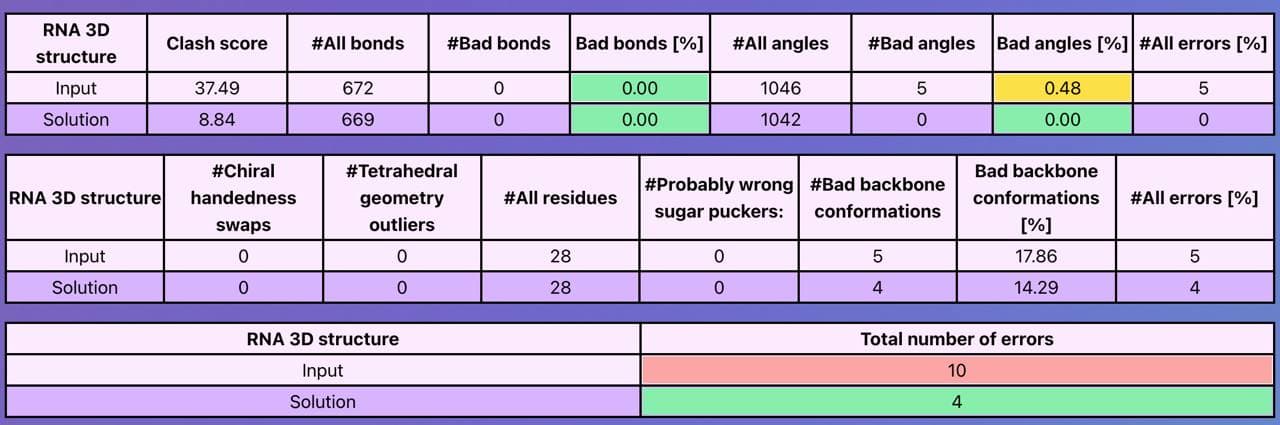 RNA 3D structure Clash score #All bonds #Bad bonds Bad bonds [%] #All angles #Bad angles Bad angles [%] #All errors [%]
Input 37.49 672 0 0.00 1046 5 0.48 5
Solution 8.84 669 0 0.00 1042 0 0.00 0
RNA 3D structure #Chiral handedness swaps #Tetrahedral geometry outliers #All residues #Probably wrong sugar puckers: #Bad backbone conformations Bad backbone conformations [%] #All errors [%]
Input 0 0 28 0 5 17.86 5
Solution 0 0 28 0 4 14.29 4
RNA 3D structure Total number of errors
Input 10
Solution 4